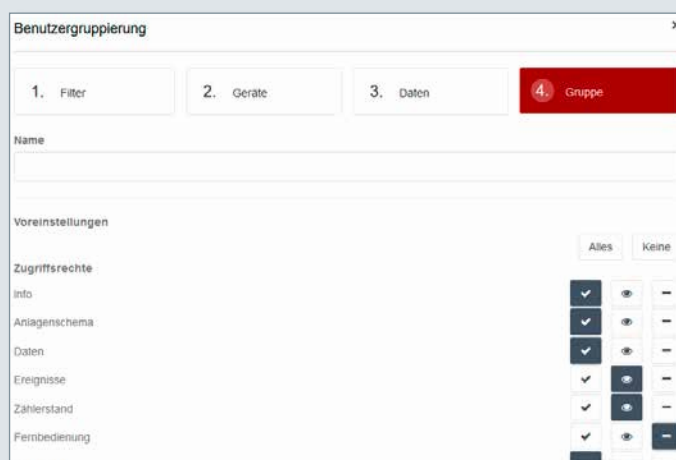 Benutzergruppierung
1. Filter
2. Geräte
3. Daten
4. Gruppe
Name
Voreinstellungen
Alles Keine
Zugriffsrechte
Info
Anlagenschema
Daten
Ereignisse
Zählerstand
Fernbedienung